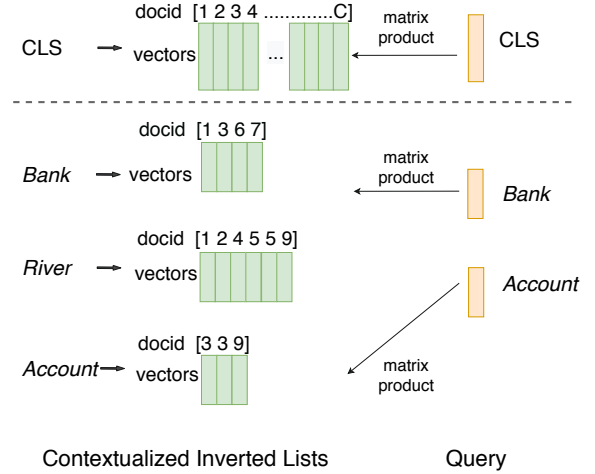 docid [1 2 3 4 .............C]
CLS
vectors
...
matrix
product
CLS
docid [1 3 6 7]
Bank
vectors
matrix
product
Bank
docid [1 2 4 5 5 9]
River
vectors
Account
docid [3 3 9]
Account
vectors
matrix
product
Contextualized Inverted Lists
Query